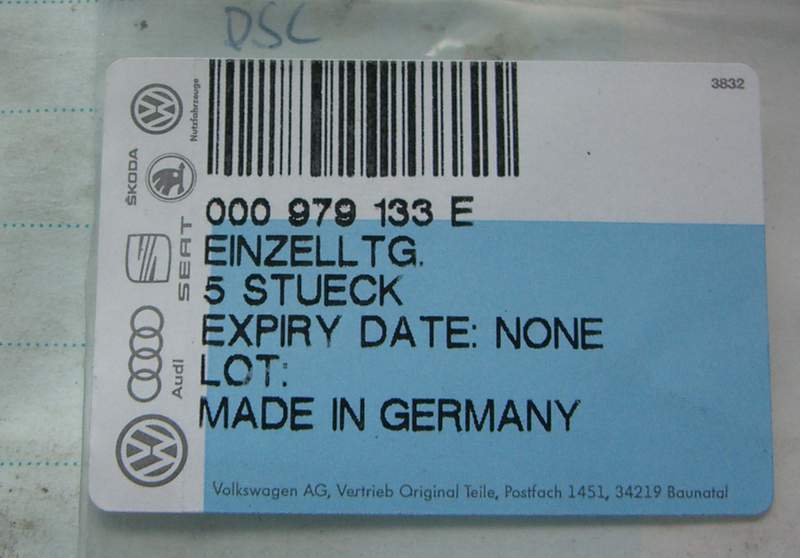 DSC
3832
Nutzfahrzeuge
ŠKODA
SEAT
Audi
000 979 133 E
EINZELLTG.
5 STUECK
EXPIRY DATE: NONE
LOT:
MADE IN GERMANY
Volkswagen AG, Vertrieb Original Teile, Postfach 1451, 34219 Baunatal